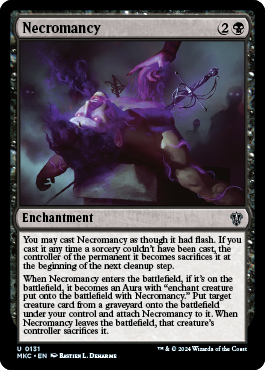 Necromancy 2
Enchantment
You may cast Necromancy as though it had flash. If you
cast it any time a sorcery couldn't have been cast, the
controller of the permanent it becomes sacrifices it at
the beginning of the next cleanup step.
When Necromancy enters the battlefield, if it's on the
battlefield, it becomes an Aura with "enchant creature
put onto the battlefield with Necromancy." Put target
creature card from a graveyard onto the battlefield
under your control and attach Necromancy to it. When
Necromancy leaves the battlefield, that creature's
controller sacrifices it.
U 0131
MKC • EN Bastien L. Deharme
™ & © 2024 Wizards of the Coast